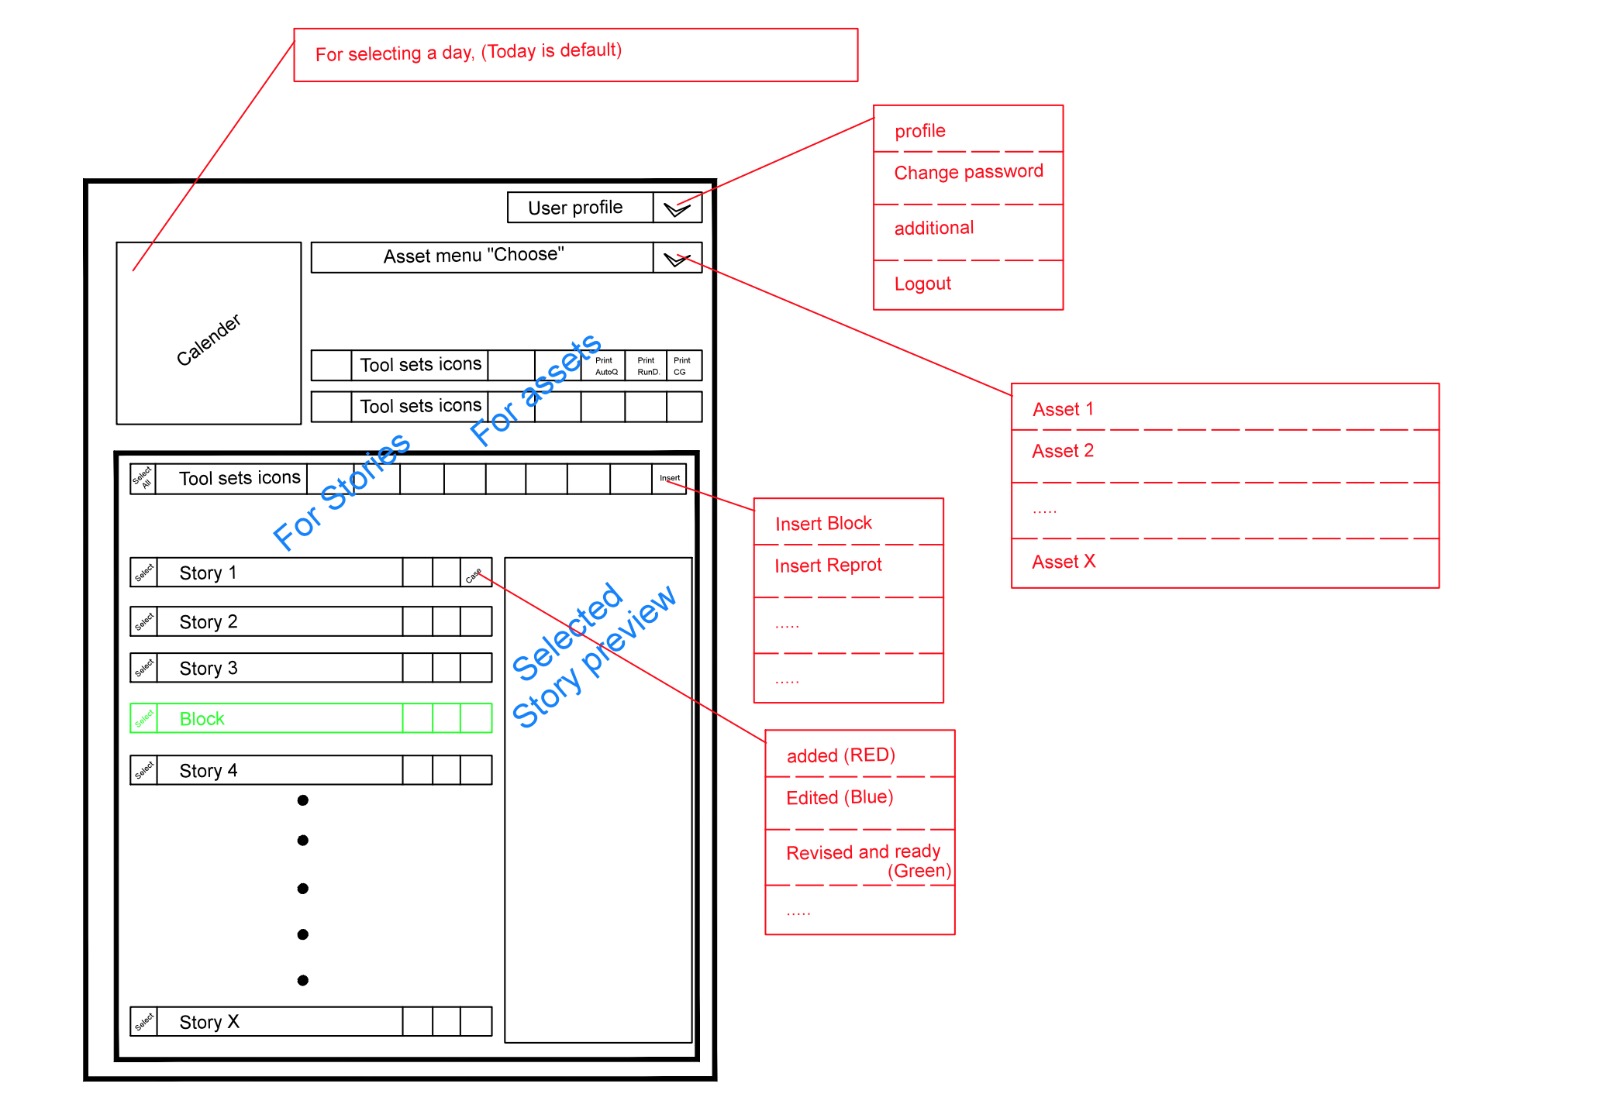 For selecting a day, (Today is default)
profile
Change password
additional
Logout
User profile
Asset menu "Choose"
Calender
Tool sets icons
Print
AutoQ
Print
RunD.
Print
CG
Tool sets icons
For assets
Asset 1
Asset 2
.....
Asset X
Select
All
Tool sets icons
Insert
For Stories
Insert Block
Insert Reprot
.....
.....
Select
Story 1
Case
Select
Story 2
Select
Story 3
Select
Block
Select
Story 4
Select
Story X
Selected
Story preview
added (RED)
Edited (Blue)
Revised and ready
(Green)
.....